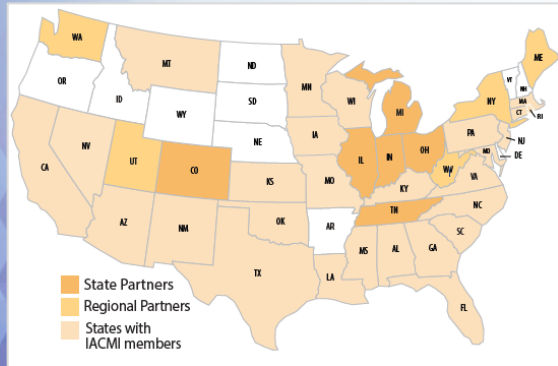 WA
ME
MT
ND
VT
NH
MN
OR
ID
SD
WI
NY
MA
MI
CT
RI
WY
IA
PA
NE
NJ
NV
OH
MD
DE
IL
IN
UT
CO
WV
VA
CA
KS
MO
KY
NC
TN
OK
AZ
NM
AR
SC
MS
AL
GA
TX
LA
FL
State Partners
Regional Partners
States with
IACMI members